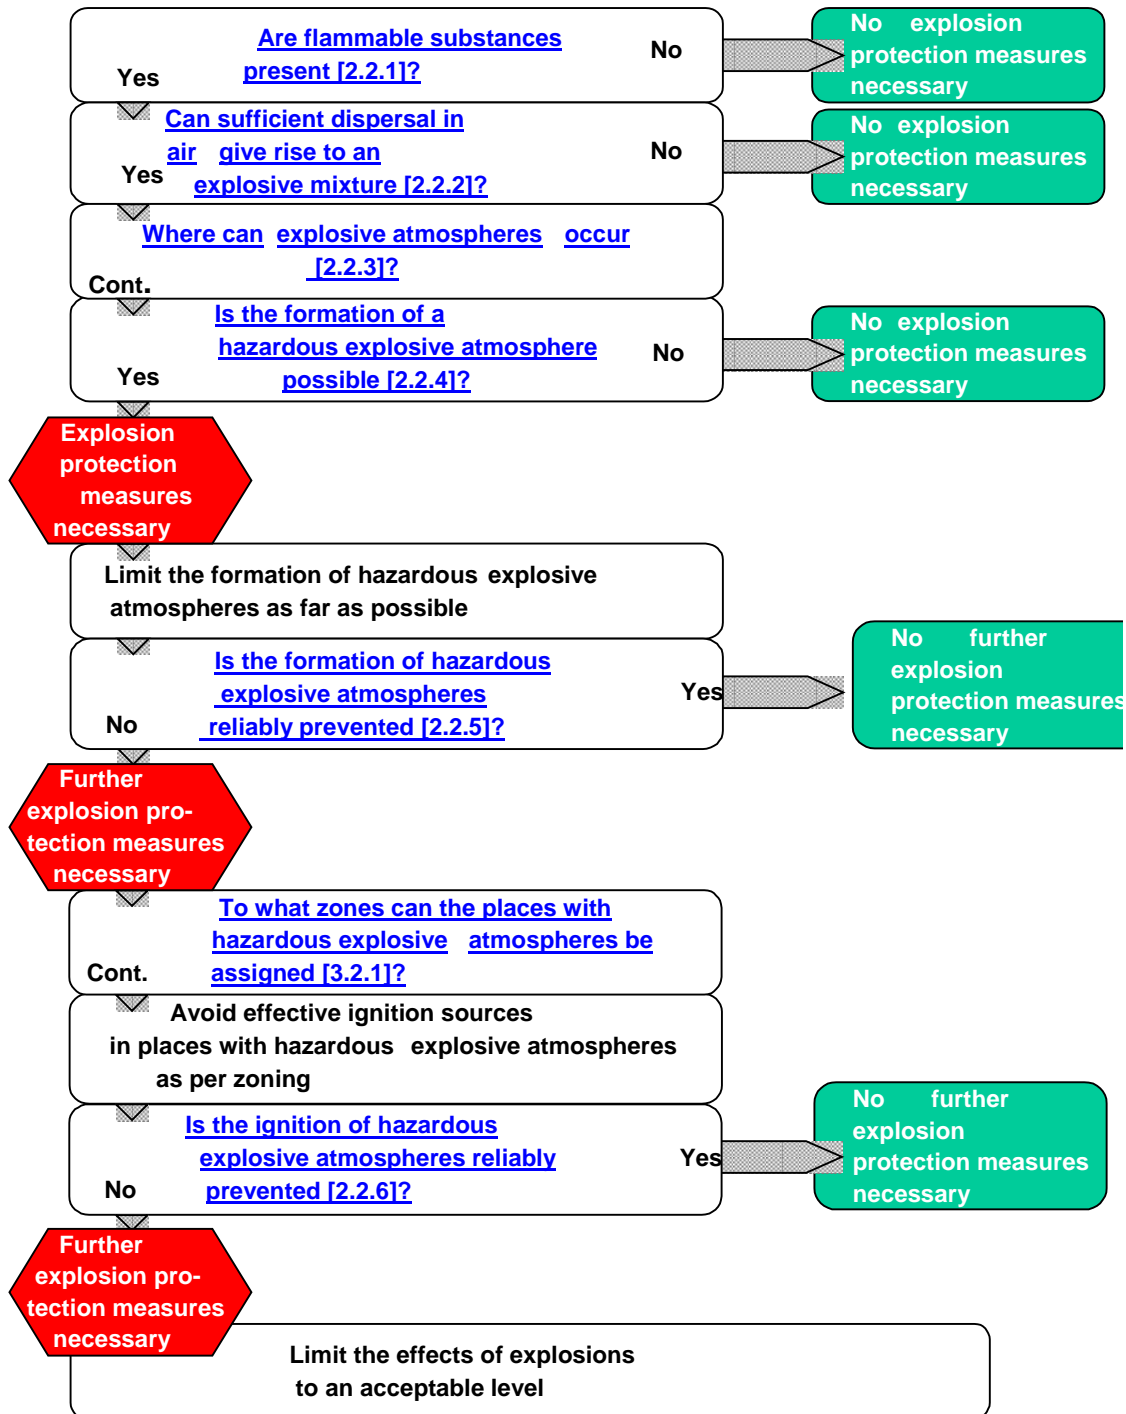 Are flammable substances
present [2.2.1]?
Yes
No
No explosion
protection measures
necessary
Can sufficient dispersal in
air give rise to an
explosive mixture [2.2.2]?
Yes
No
No explosion
protection measures
necessary
Where can explosive atmospheres occur
[2.2.3]?
Cont.
Is the formation of a
hazardous explosive atmosphere
possible [2.2.4]?
Yes
No
No explosion
protection measures
necessary
Explosion
protection
measures
necessary
Limit the formation of hazardous explosive
atmospheres as far as possible
Is the formation of hazardous
explosive atmospheres
reliably prevented [2.2.5]?
No
Yes
No further
explosion
protection measures
necessary
Further
explosion pro-
tection measures
necessary
To what zones can the places with
hazardous explosive atmospheres be
assigned [3.2.1]?
Cont.
Avoid effective ignition sources
in places with hazardous explosive atmospheres
as per zoning
Is the ignition of hazardous
explosive atmospheres reliably
prevented [2.2.6]?
No
Yes
No further
explosion
protection measures
necessary
Further
explosion pro-
tection measures
necessary
Limit the effects of explosions
to an acceptable level